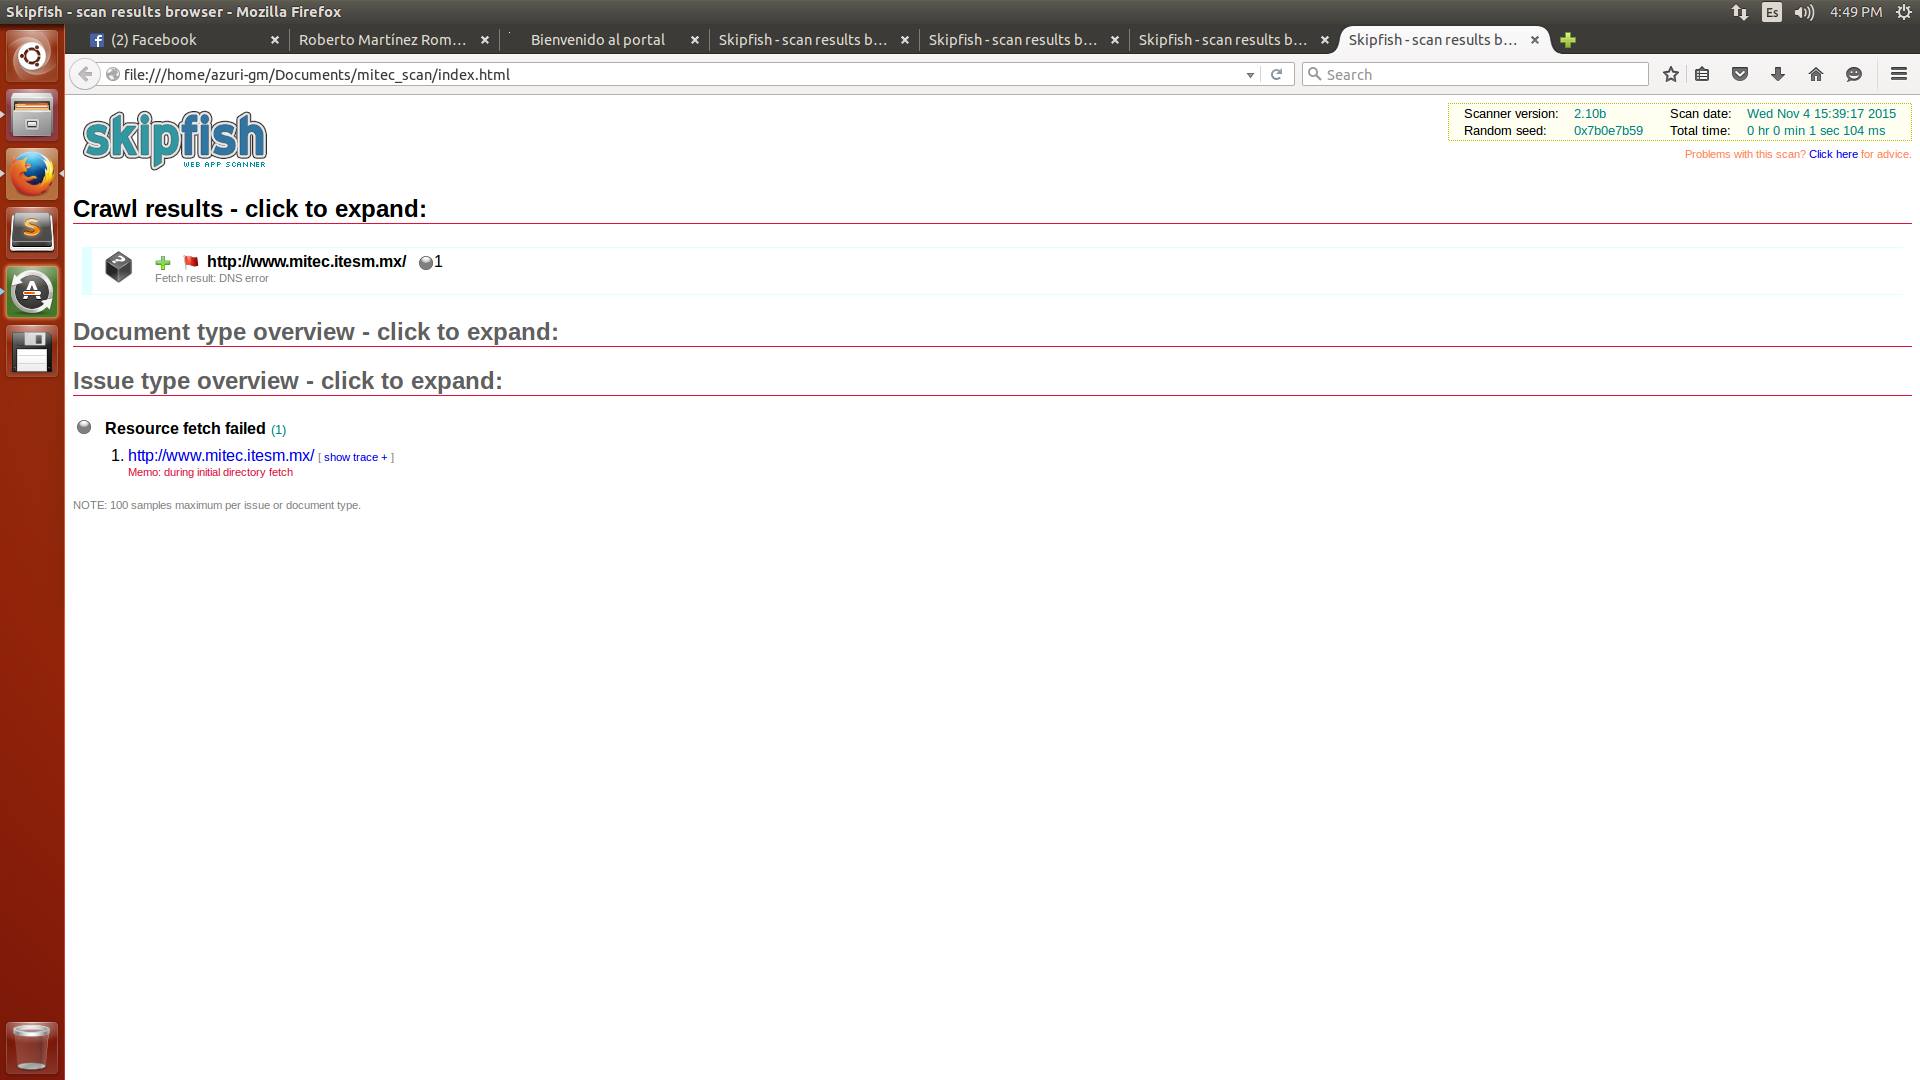 Skipfish - scan results browser - Mozilla Firefox
Es
4:49 PM
(2) Facebook
Roberto Martínez Rom...
Bienvenido al portal
Skipfish - scan results b...
Skipfish - scan results b...
Skipfish - scan results b...
Skipfish - scan results b...
file:///home/azuri-gm/Documents/mitec_scan/index.html
Search
skipfish
WEB APP SCANNER
Scanner version: 2.10b Scan date: Wed Nov 4 15:39:17 2015
Random seed: 0x7b0e7b59 Total time: 0 hr 0 min 1 sec 104 ms
Problems with this scan? Click here for advice.
Crawl results - click to expand:
http://www.mitec.itesm.mx/ 1
Fetch result: DNS error
Document type overview - click to expand:
Issue type overview - click to expand:
Resource fetch failed (1)
1. http://www.mitec.itesm.mx/ [ show trace + ]
Memo: during initial directory fetch
NOTE: 100 samples maximum per issue or document type.